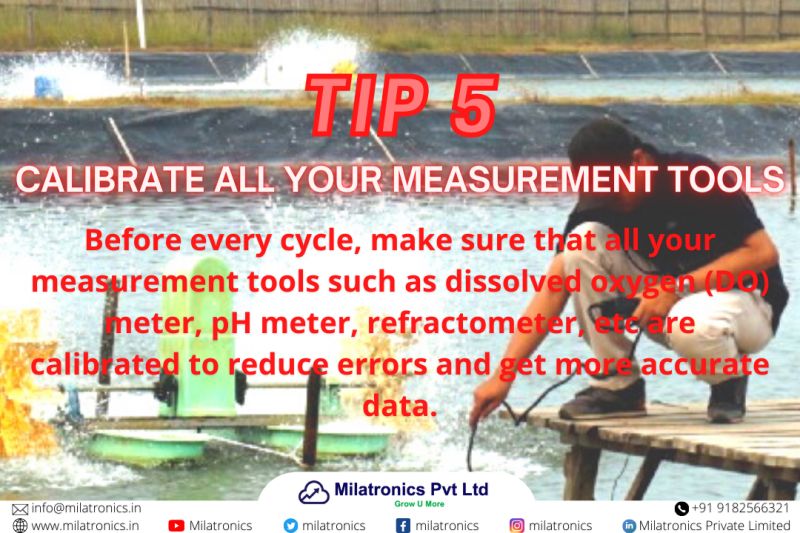 TIP 5
CALIBRATE ALL YOUR MEASUREMENT TOOLS
Before every cycle, make sure that all your
measurement tools such as dissolved oxygen (DO)
meter, pH meter, refractometer, etc are
calibrated to reduce errors and get more accurate
data.
Milatronics Pvt Ltd
Grow U More
info@milatronics.in
+91 9182566321
www.milatronics.in
Milatronics
milatronics
milatronics
milatronics
Milatronics Private Limited